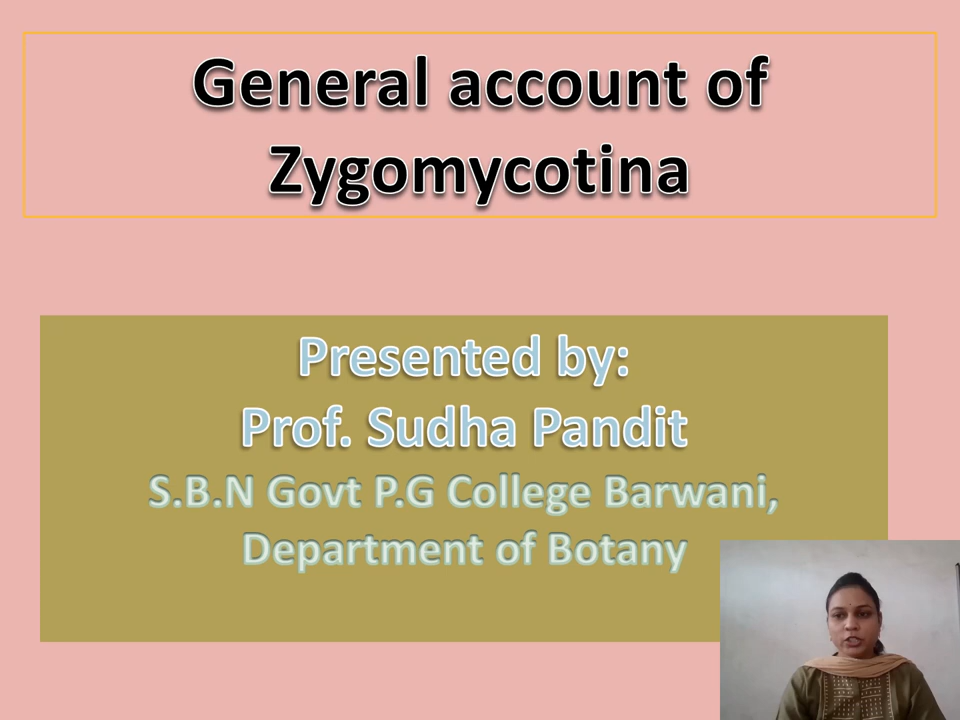 General account of
Zygomycotina
Presented by:
Prof. Sudha Pandit
S.B.N Govt P.G College Barwani,
Department of Botany